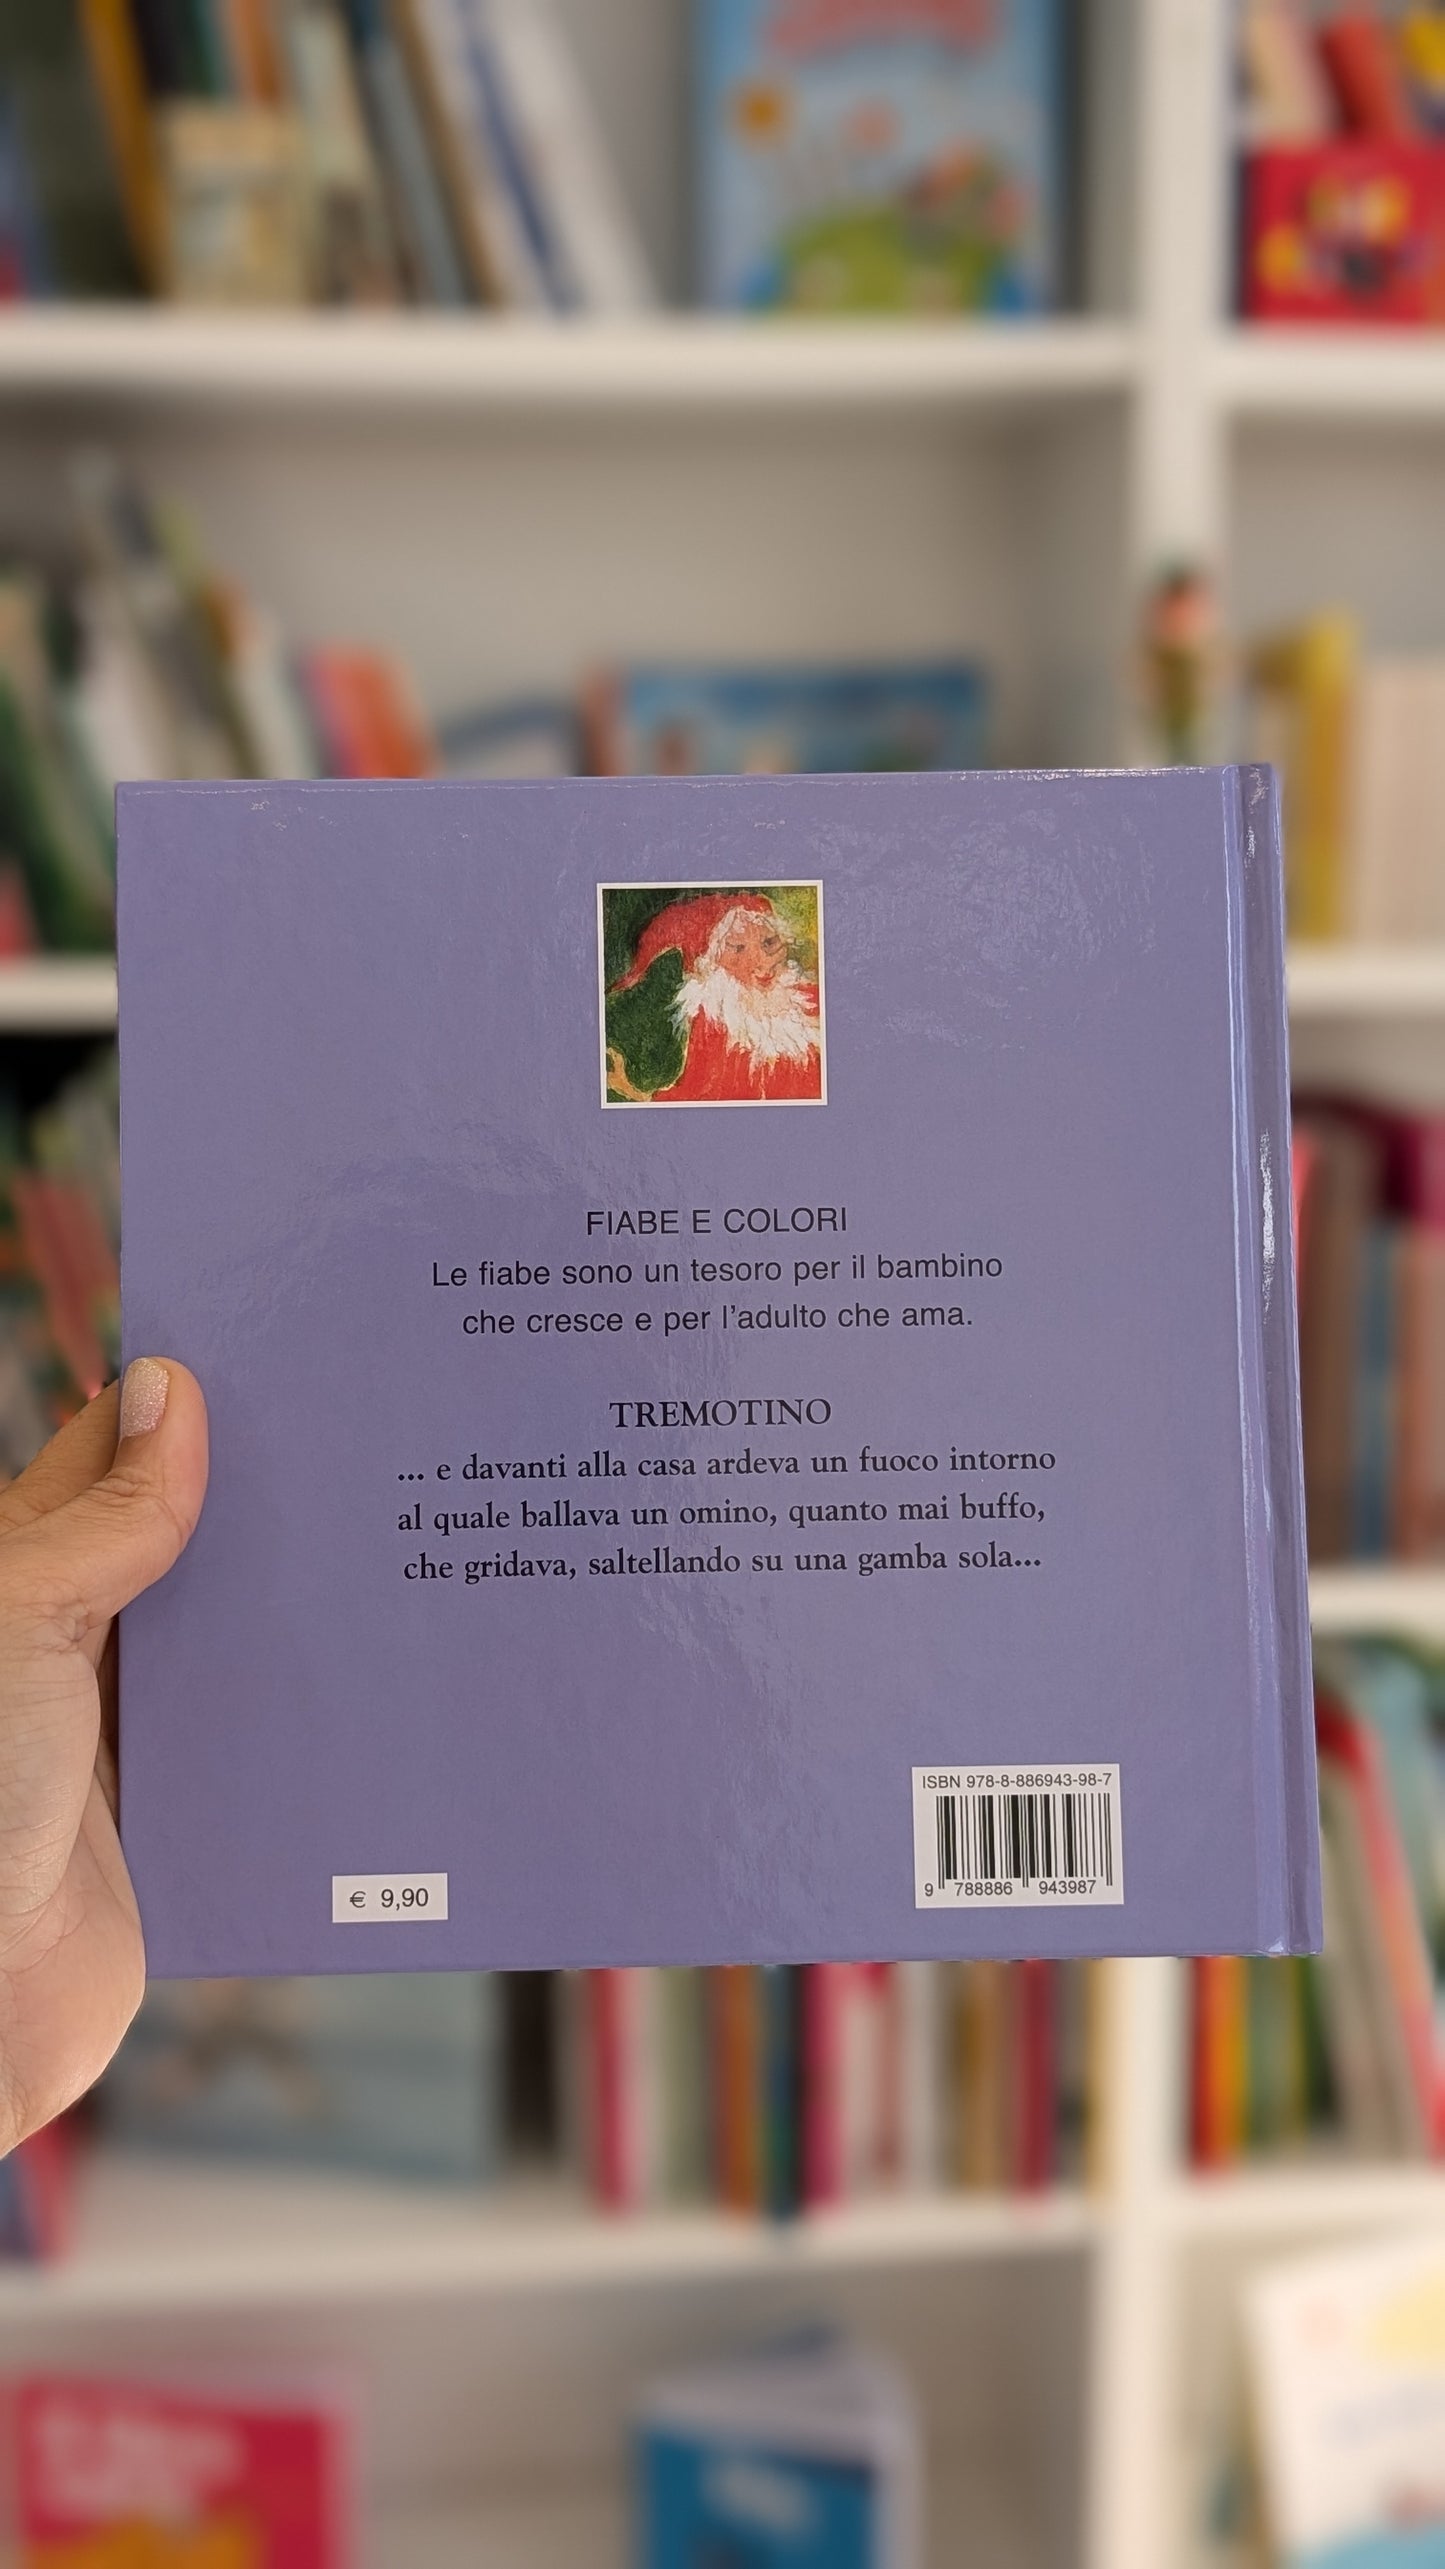 FIABE E COLORI
Le fiabe sono un tesoro per il bambino
che cresce e per l'adulto che ama.
TREMOTINO
... e davanti alla casa ardeva un fuoco intorno
al quale ballava un omino, quanto mai buffo,
che gridava, saltellando su una gamba sola...
ISBN 978-8-886943-98-7
9 788886 943987
€ 9,90